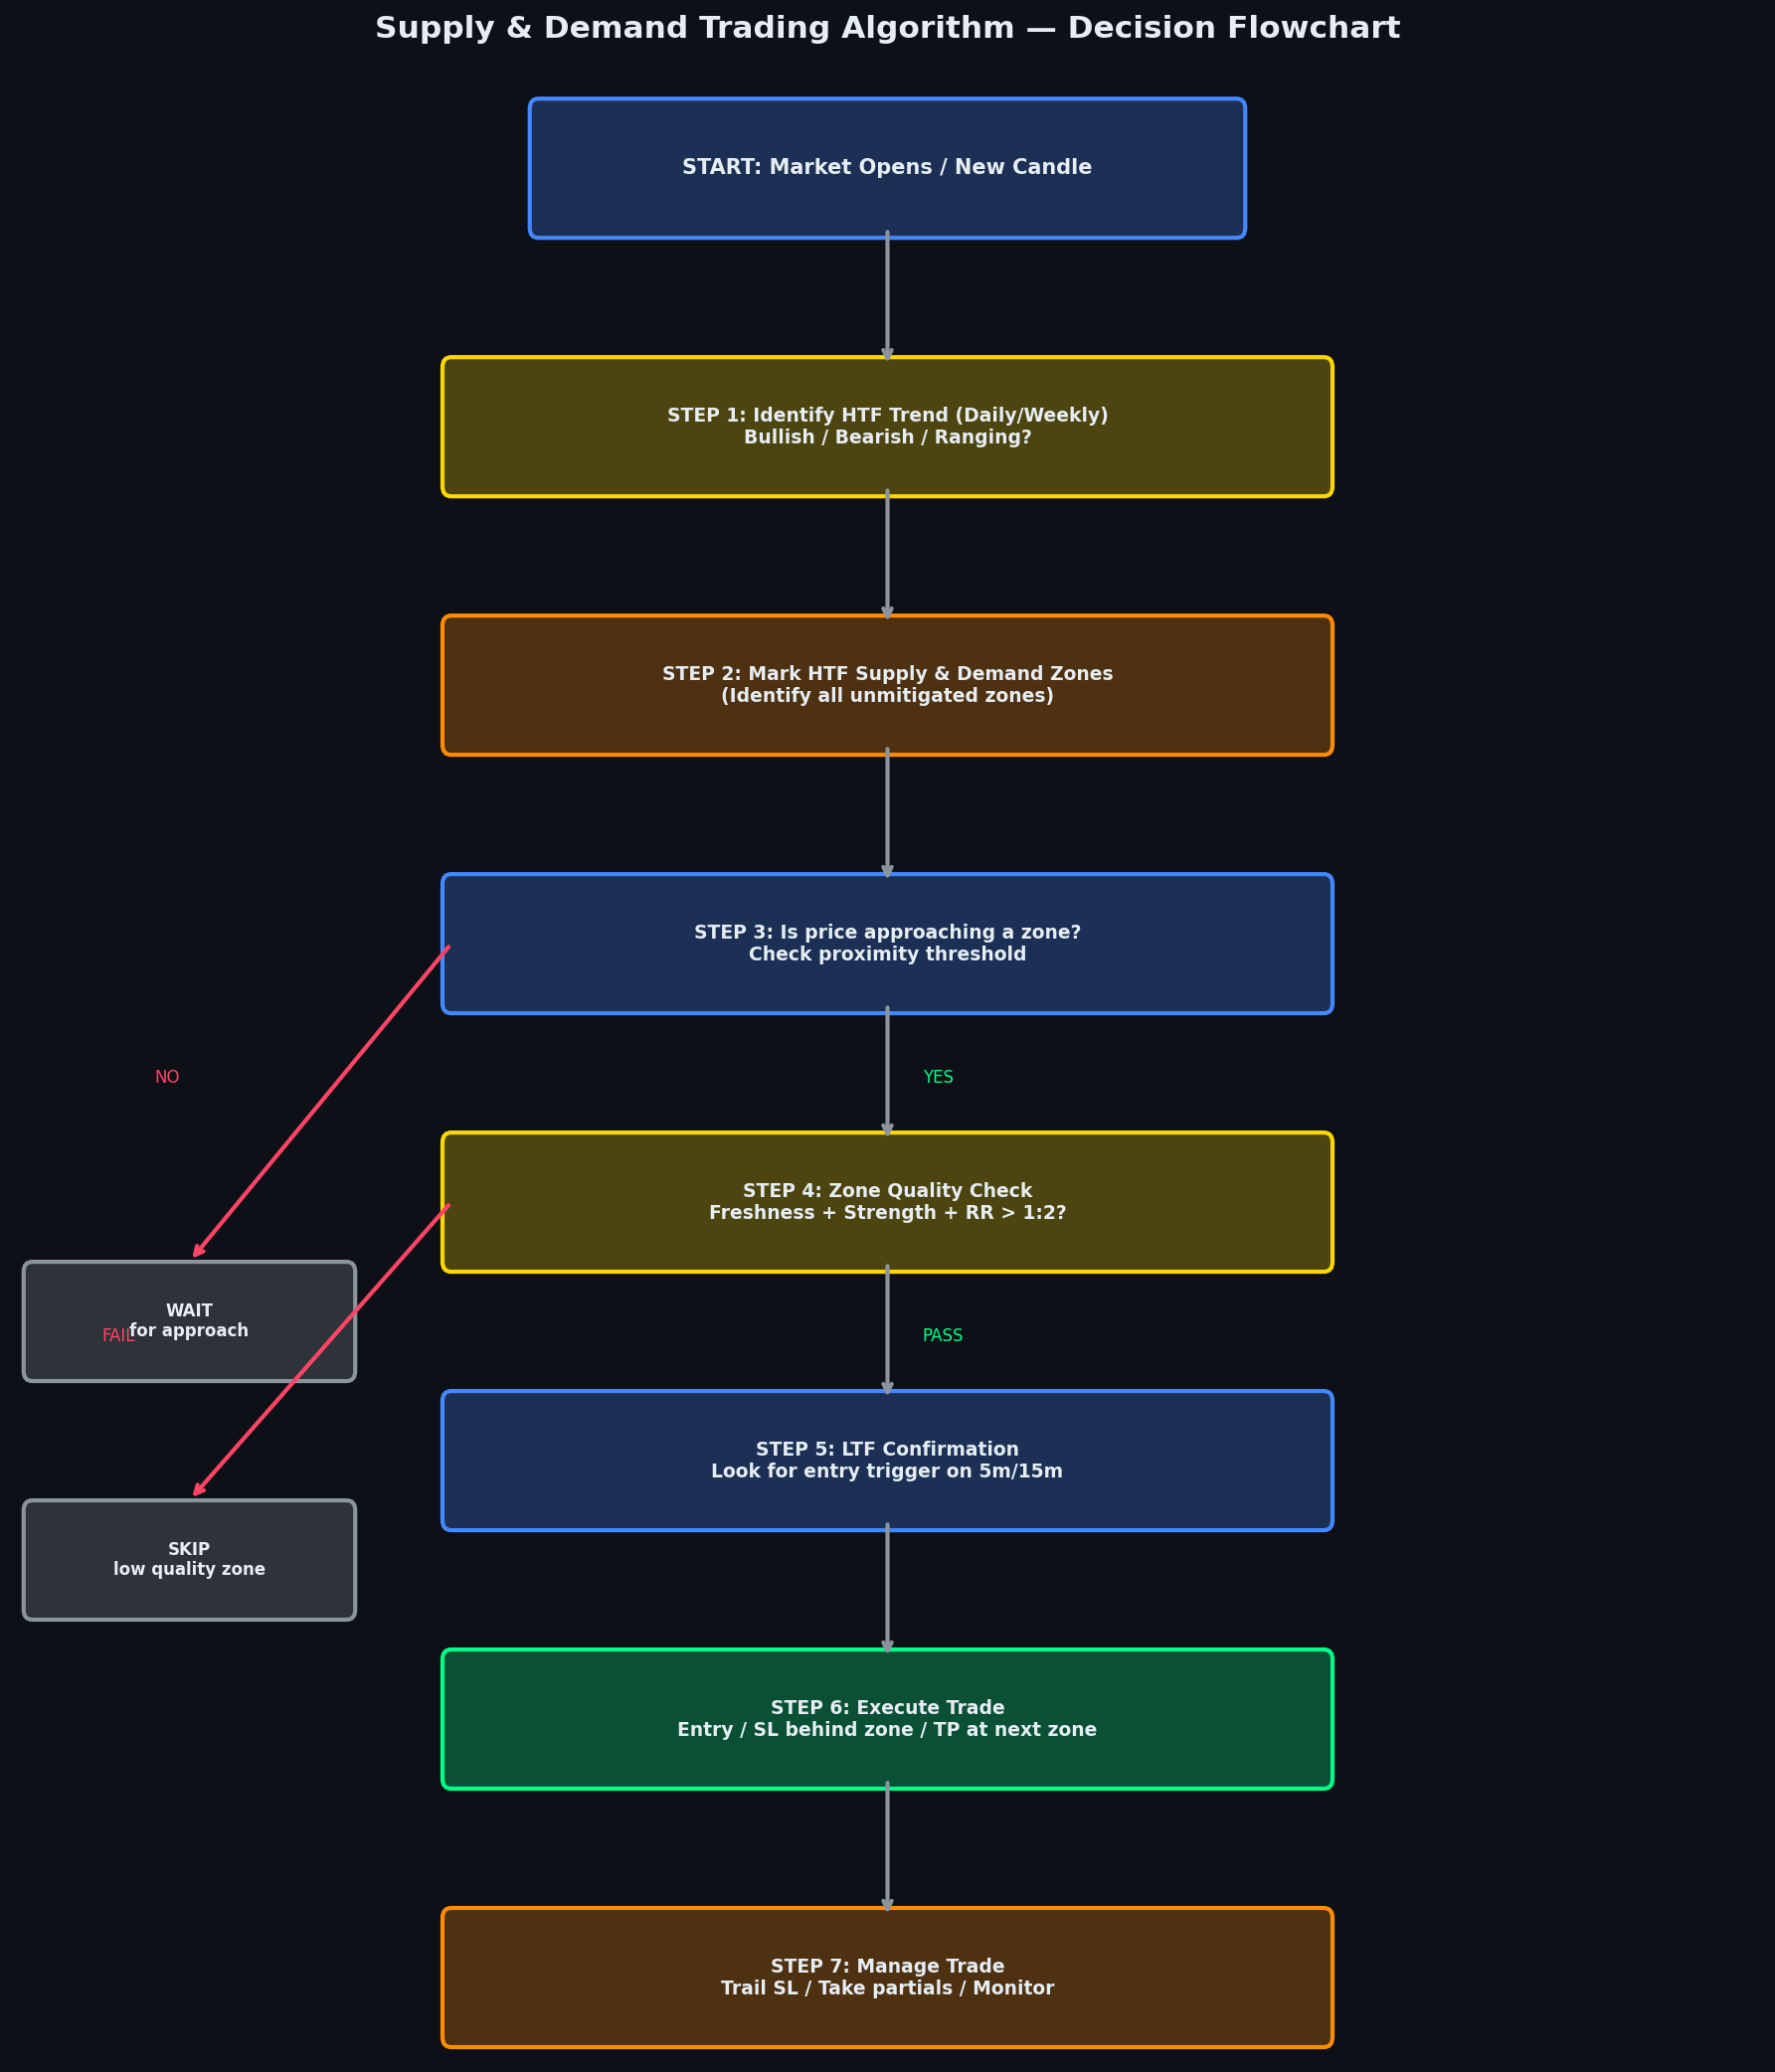 Supply & Demand Trading Algorithm — Decision Flowchart
START: Market Opens / New Candle
STEP 1: Identify HTF Trend (Daily/Weekly)
Bullish / Bearish / Ranging?
STEP 2: Mark HTF Supply & Demand Zones
(Identify all unmitigated zones)
STEP 3: Is price approaching a zone?
Check proximity threshold
NO
YES
STEP 4: Zone Quality Check
Freshness + Strength + RR > 1:2?
WAIT
for approach
FAIL
PASS
STEP 5: LTF Confirmation
Look for entry trigger on 5m/15m
SKIP
low quality zone
STEP 6: Execute Trade
Entry / SL behind zone / TP at next zone
STEP 7: Manage Trade
Trail SL / Take partials / Monitor